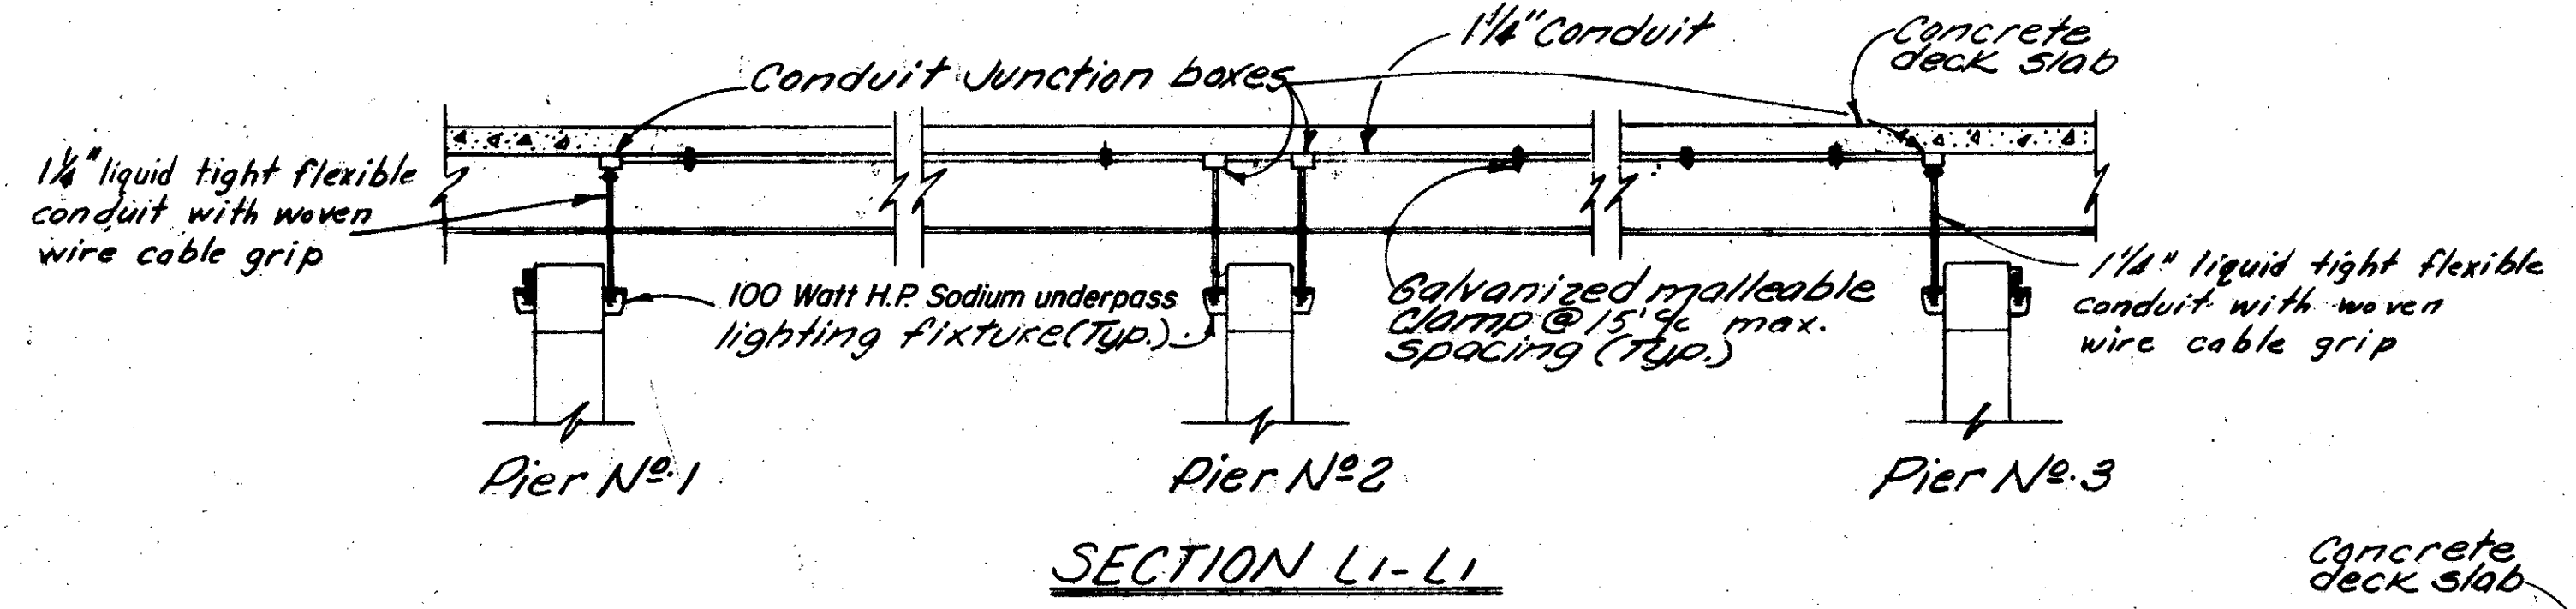 1¼" Conduit
Concrete
deck slab
Conduit Junction boxes
1¼" liquid tight flexible
conduit with woven
wire cable grip
100 Watt H.P. Sodium underpass
lighting fixture (Typ.)
Galvanized malleable
clamp @ 15' c/c max.
spacing (Typ.)
1¼" liquid tight flexible
conduit with woven
wire cable grip
Pier Nº 1
Pier Nº 2
Pier Nº 3
SECTION L1-L1
Concrete
deck slab